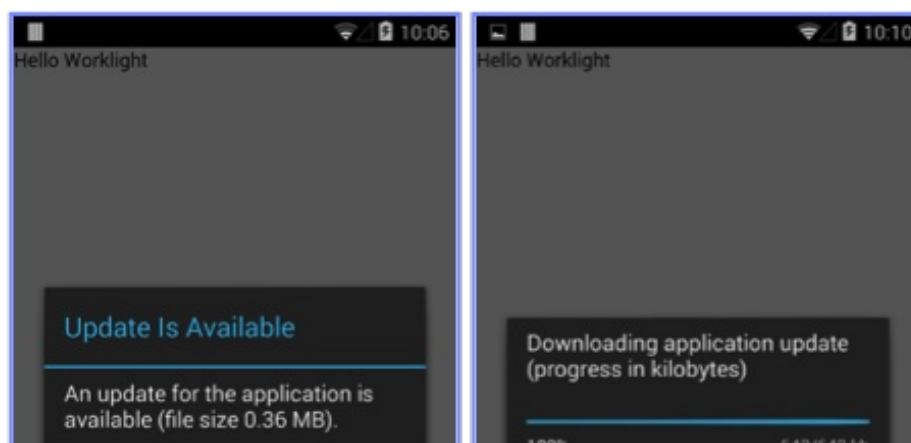 10:06
Hello Worklight
Update Is Available
An update for the application is
available (file size 0.36 MB).
10:10
Hello Worklight
Downloading application update
(progress in kilobytes)
100%